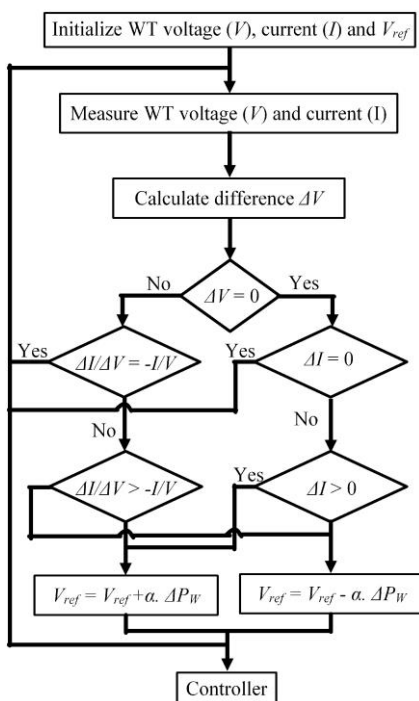 Initialize WT voltage (V), current (I) and Vref
Measure WT voltage (V) and current (I)
Calculate difference ΔV
No
Yes
ΔV = 0
Yes
ΔI/ΔV = -I/V
Yes
ΔI = 0
No
No
ΔI/ΔV > -I/V
Yes
ΔI > 0
Vref = Vref +α. ΔPW
Vref = Vref - α. ΔPW
Controller